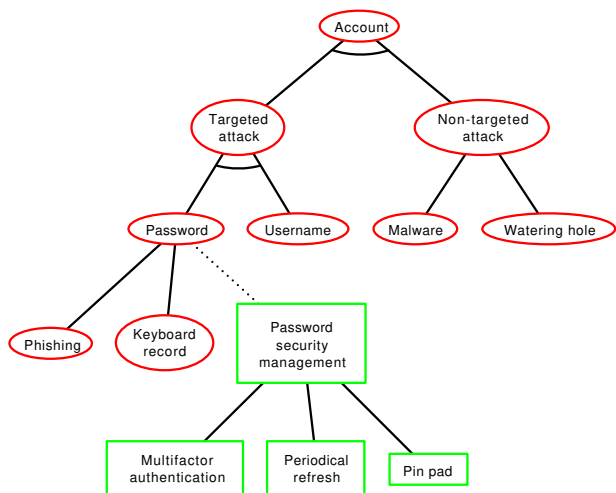 Account
Targeted
attack
Non-targeted
attack
Password
Username
Malware
Watering hole
Phishing
Keyboard
record
Password
security
management
Multifactor
authentication
Periodical
refresh
Pin pad